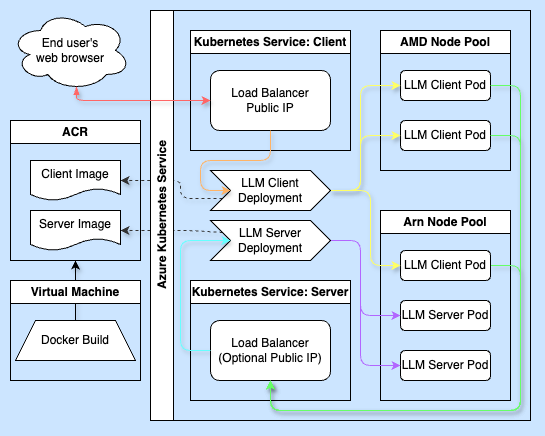 End user's
web browser
ACR
Client Image
Server Image
Virtual Machine
Docker Build
Azure Kubernetes Service
Kubernetes Service: Client
Load Balancer
Public IP
LLM Client
Deployment
LLM Server
Deployment
Kubernetes Service: Server
Load Balancer
(Optional Public IP)
AMD Node Pool
LLM Client Pod
LLM Client Pod
Arn Node Pool
LLM Client Pod
LLM Server Pod
LLM Server Pod